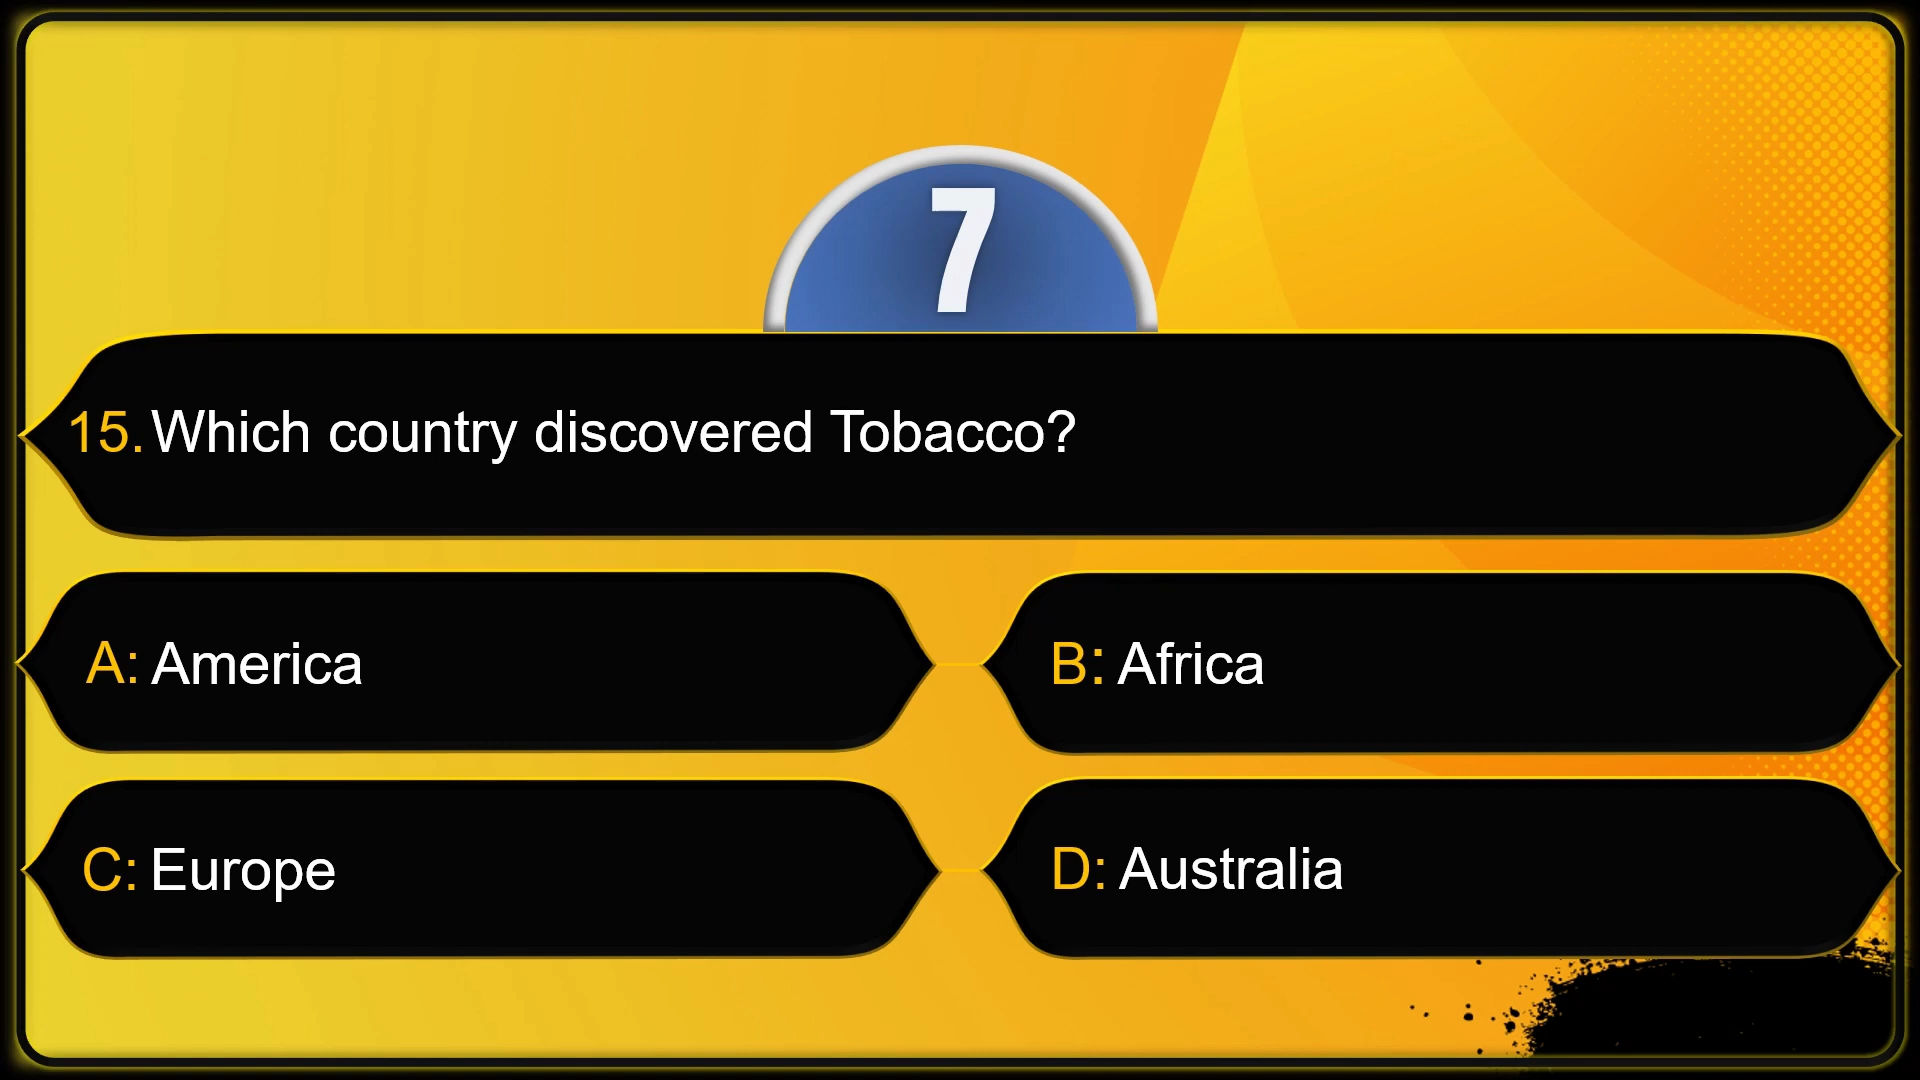 7
15. Which country discovered Tobacco?
A: America
B: Africa
C: Europe
D: Australia